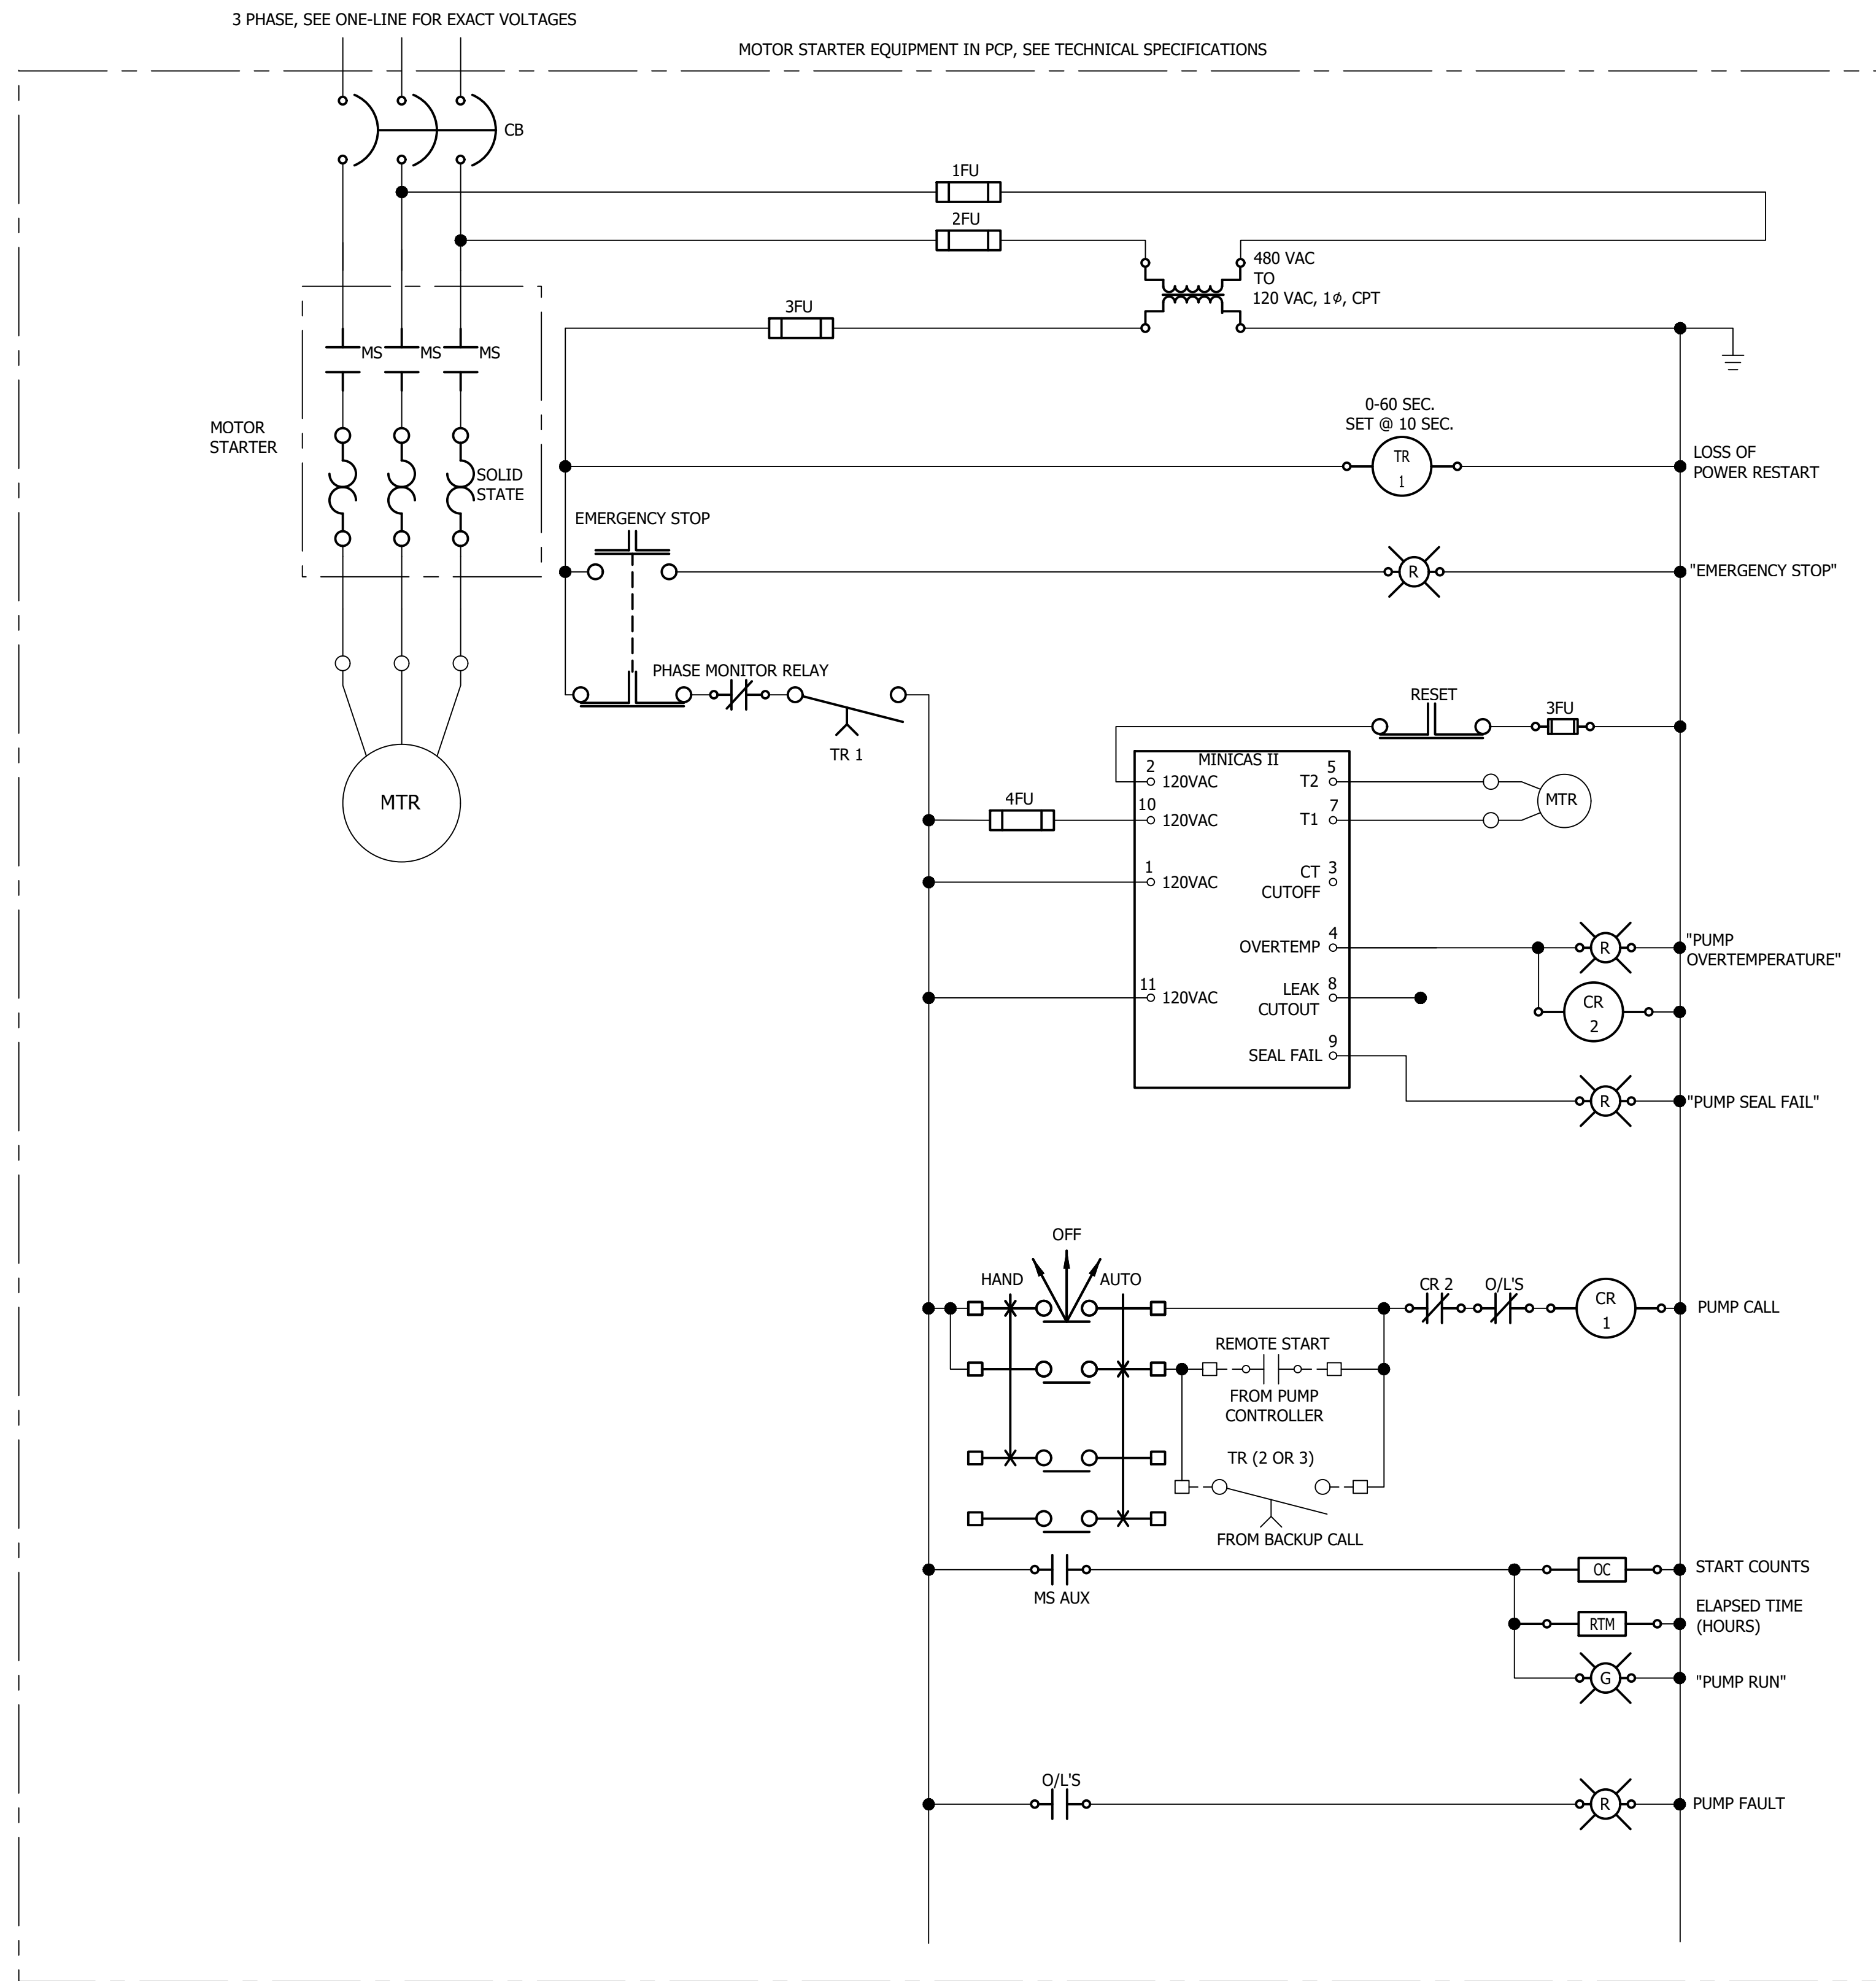 3 PHASE, SEE ONE-LINE FOR EXACT VOLTAGES
MOTOR STARTER EQUIPMENT IN PCP, SEE TECHNICAL SPECIFICATIONS
CB
1FU
2FU
480 VAC
TO
120 VAC, 1ø, CPT
3FU
MS
MS
MS
MOTOR
STARTER
SOLID
STATE
0-60 SEC.
SET @ 10 SEC.
TR
1
LOSS OF
POWER RESTART
EMERGENCY STOP
R
"EMERGENCY STOP"
PHASE MONITOR RELAY
TR 1
RESET
3FU
MTR
MINICAS II
2
120VAC
T2
5
MTR
4FU
10
120VAC
T1
7
1
120VAC
CT
CUTOFF
3
OVERTEMP
4
R
"PUMP
OVERTEMPERATURE"
11
120VAC
LEAK
CUTOUT
8
CR
2
SEAL FAIL
9
R
"PUMP SEAL FAIL"
OFF
HAND
AUTO
CR 2
O/L'S
CR
1
PUMP CALL
REMOTE START
FROM PUMP
CONTROLLER
TR (2 OR 3)
FROM BACKUP CALL
MS AUX
OC
START COUNTS
RTM
ELAPSED TIME
(HOURS)
G
"PUMP RUN"
O/L'S
R
PUMP FAULT